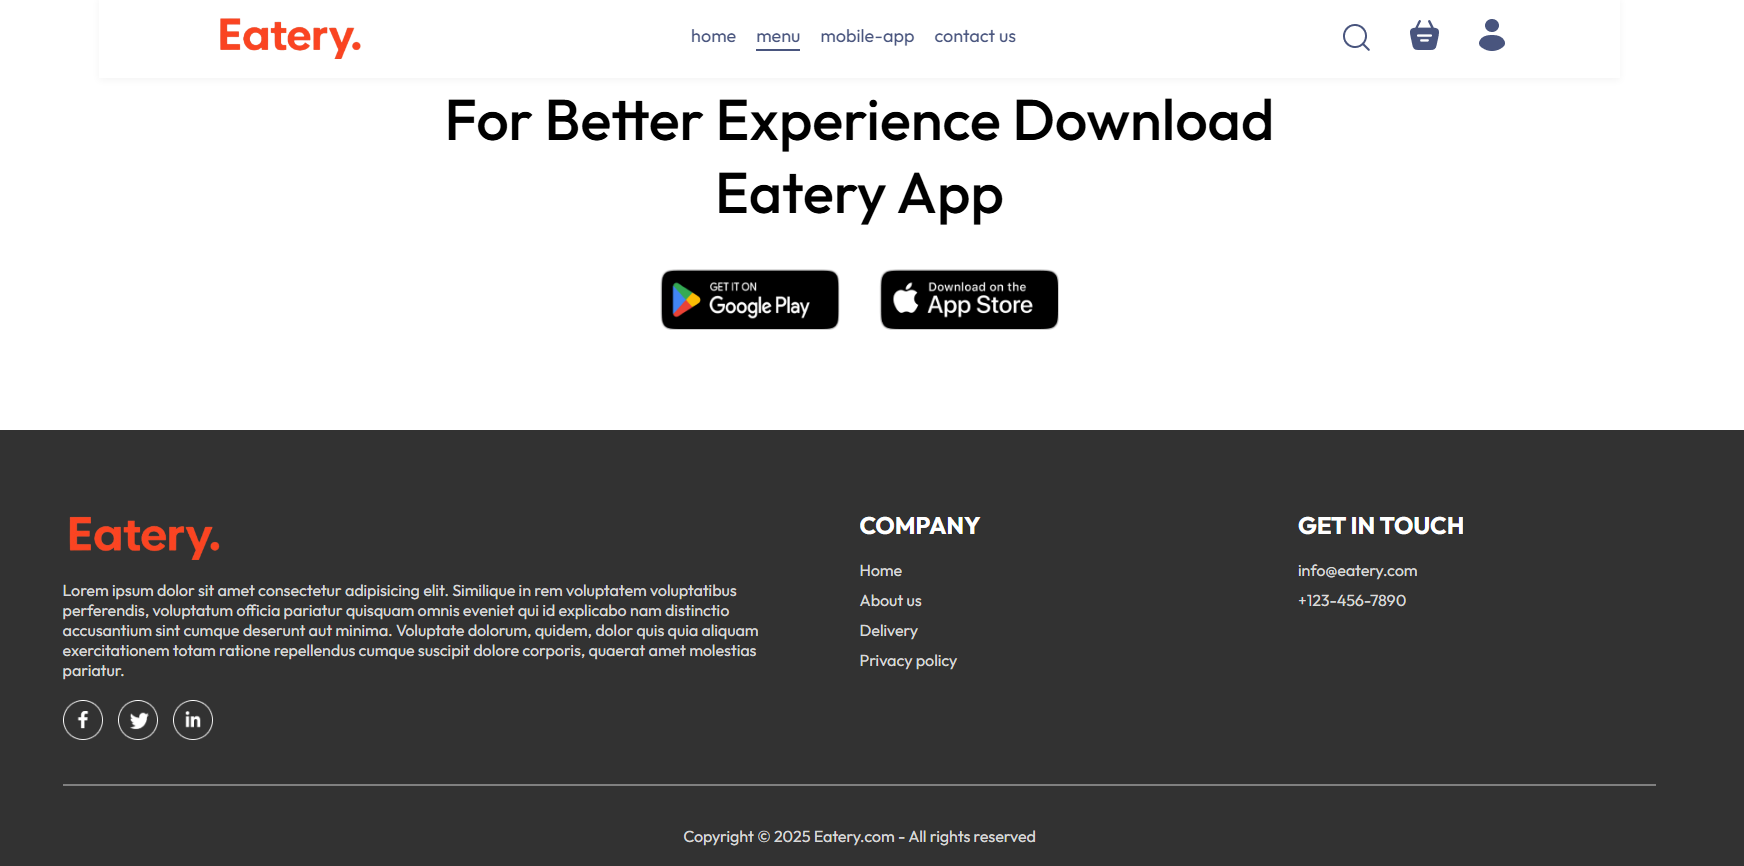 Eatery.
home menu mobile-app contact us
For Better Experience Download
Eatery App
GET IT ON
Google Play
Download on the
App Store
Eatery.
Lorem ipsum dolor sit amet consectetur adipisicing elit. Similique in rem voluptatem voluptatibus
perferendis, voluptatum officia pariatur quisquam omnis eveniet qui id explicabo nam distinctio
accusantium sint cumque deserunt aut minima. Voluptate dolorum, quidem, dolor quis quia aliquam
exercitationem totam ratione repellendus cumque suscipit dolore corporis, quaerat amet molestias
pariatur.
f
in
COMPANY
Home
About us
Delivery
Privacy policy
GET IN TOUCH
info@eatery.com
+123-456-7890
Copyright © 2025 Eatery.com - All rights reserved